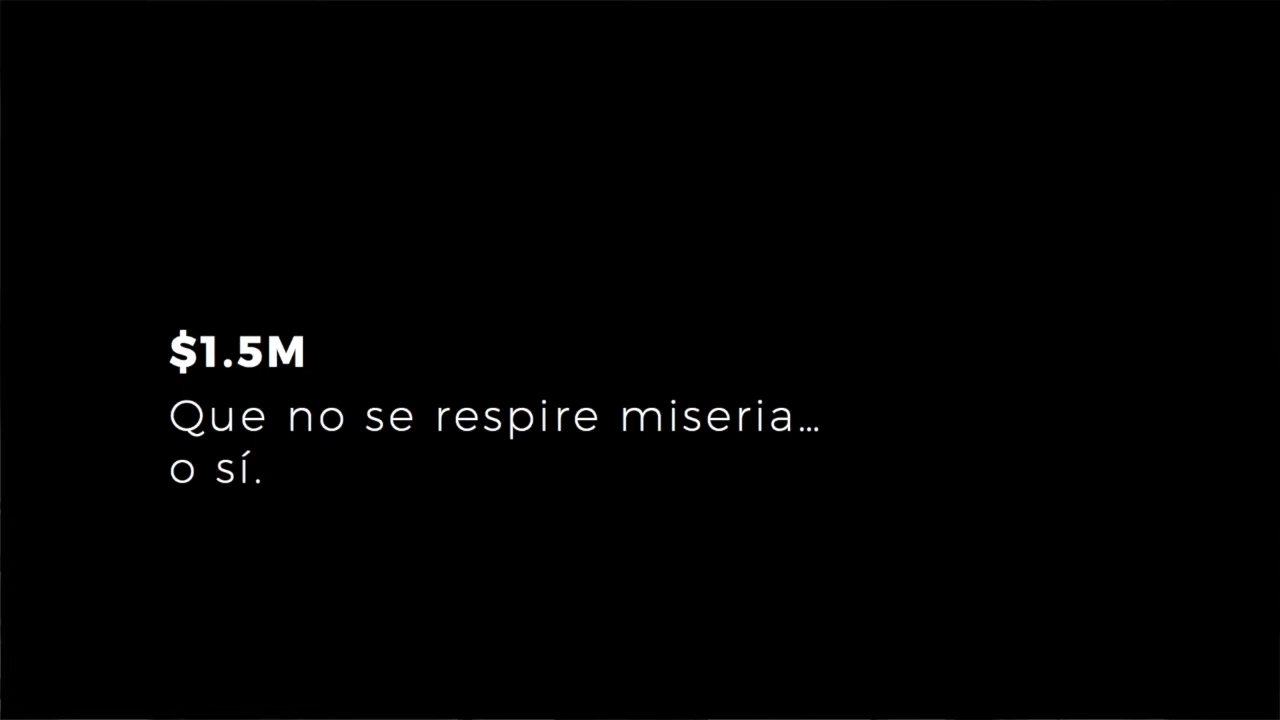 $1.5M
Que no se respire miseria...
o sí.